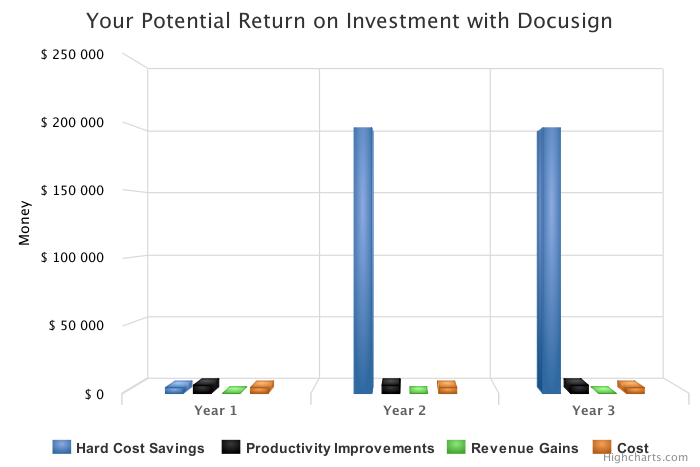 Your Potential Return on Investment with Docusign
$ 250 000
$ 200 000
$ 150 000
$ 100 000
$ 50 000
$ 0
Money
Year 1 Year 2 Year 3
Hard Cost Savings Productivity Improvements Revenue Gains Cost
Highcharts.com